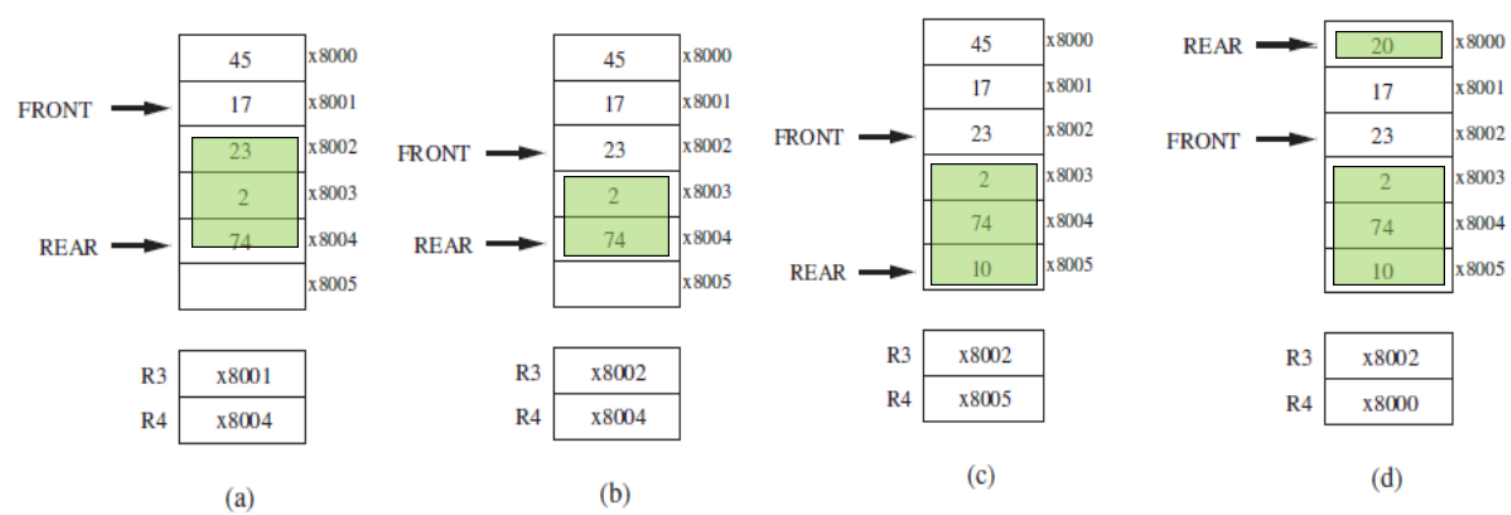 45 x8000
FRONT 17 x8001
23 x8002
2 x8003
REAR 74 x8004
x8005
R3 x8001
R4 x8004
(a)
45 x8000
17 x8001
FRONT 23 x8002
2 x8003
REAR 74 x8004
x8005
R3 x8002
R4 x8004
(b)
45 x8000
17 x8001
FRONT 23 x8002
2 x8003
74 x8004
REAR 10 x8005
R3 x8002
R4 x8005
(c)
REAR 20 x8000
17 x8001
FRONT 23 x8002
2 x8003
74 x8004
10 x8005
R3 x8002
R4 x8000
(d)